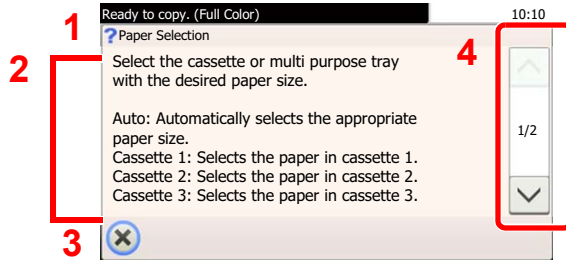 Ready to copy. (Full Color)
10:10
1
?Paper Selection
2
4
Select the cassette or multi purpose tray
with the desired paper size.
Auto: Automatically selects the appropriate
paper size.
Cassette 1: Selects the paper in cassette 1.
Cassette 2: Selects the paper in cassette 2.
Cassette 3: Selects the paper in cassette 3.
1/2
3